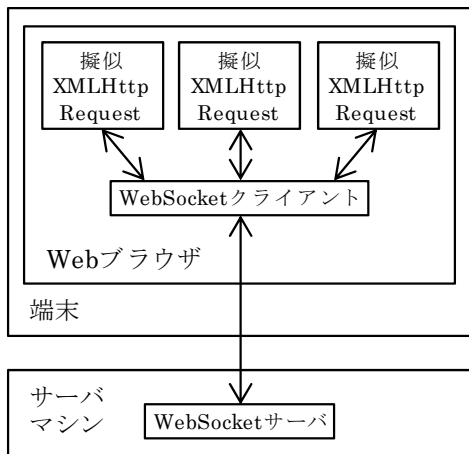 擬似
XMLHttp
Request
擬似
XMLHttp
Request
擬似
XMLHttp
Request
WebSocketクライアント
Webブラウザ
端末
サーバ
マシン
WebSocketサーバ